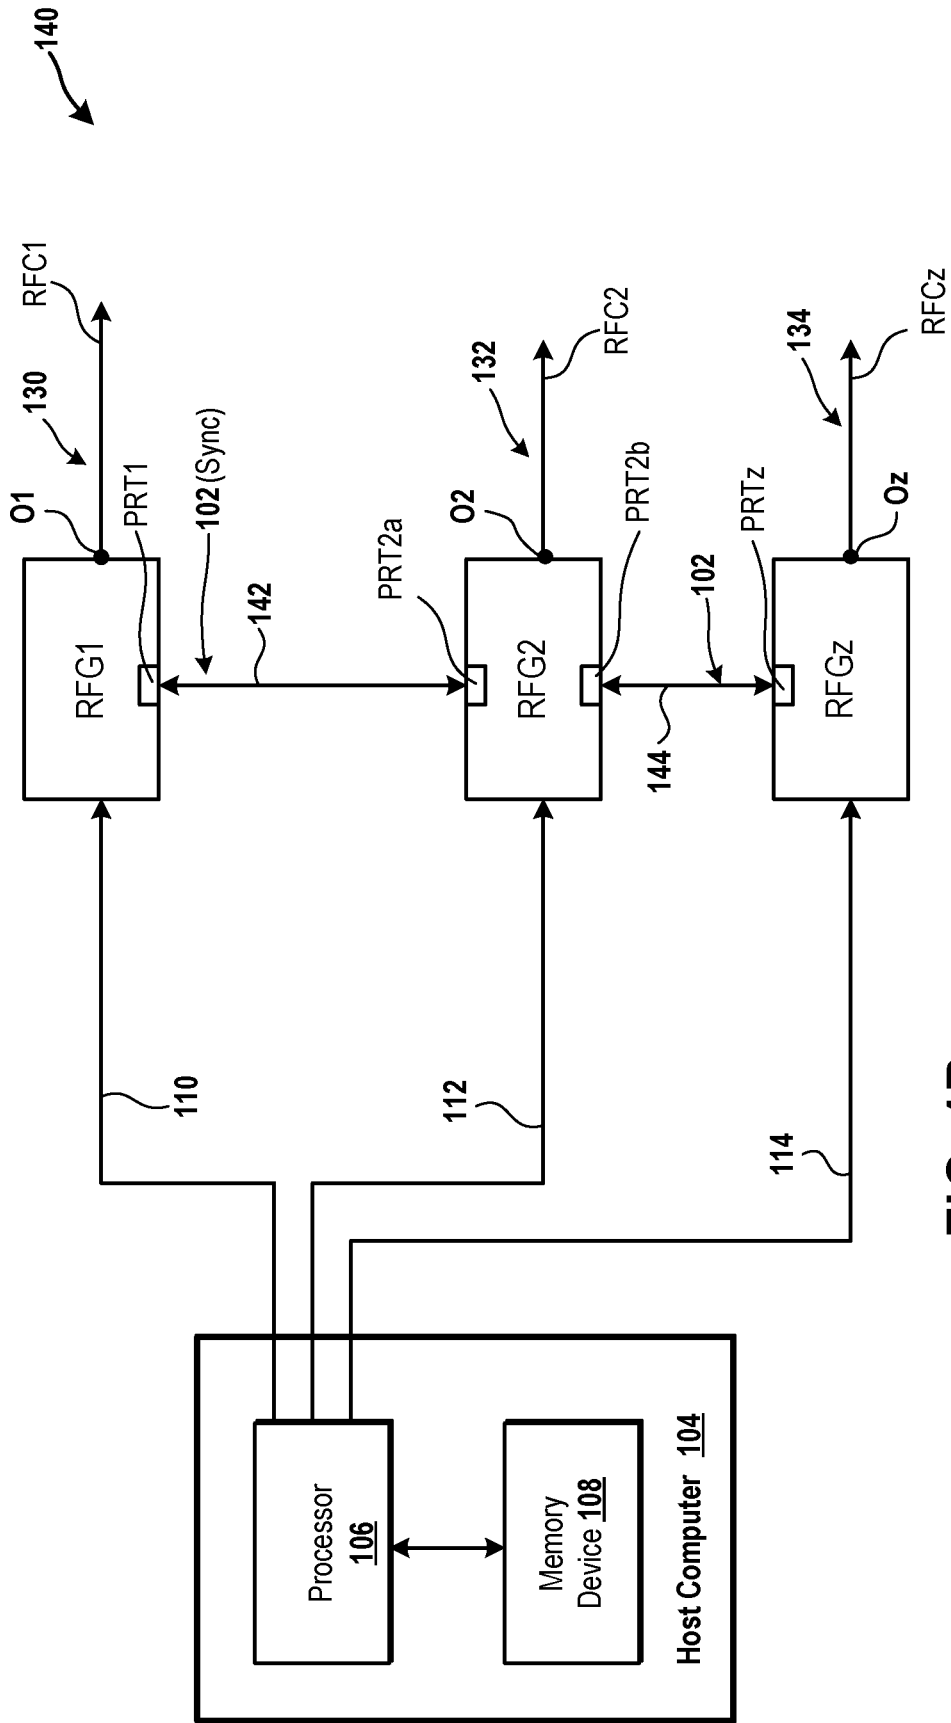 140
RFC1
130
O1
PRT1
102 (Sync)
142
RFG1
110
PRT2a
O2
132
RFC2
PRT2b
RFG2
112
144
102
PRTz
Oz
134
RFCz
RFGz
114
Processor
106
Memory
Device 108
Host Computer 104